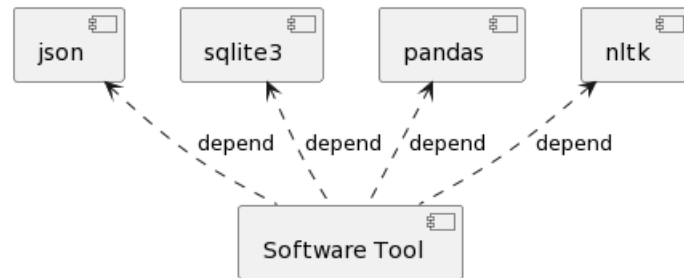 json
sqlite3
pandas
nltk
depend
depend
depend
depend
Software Tool